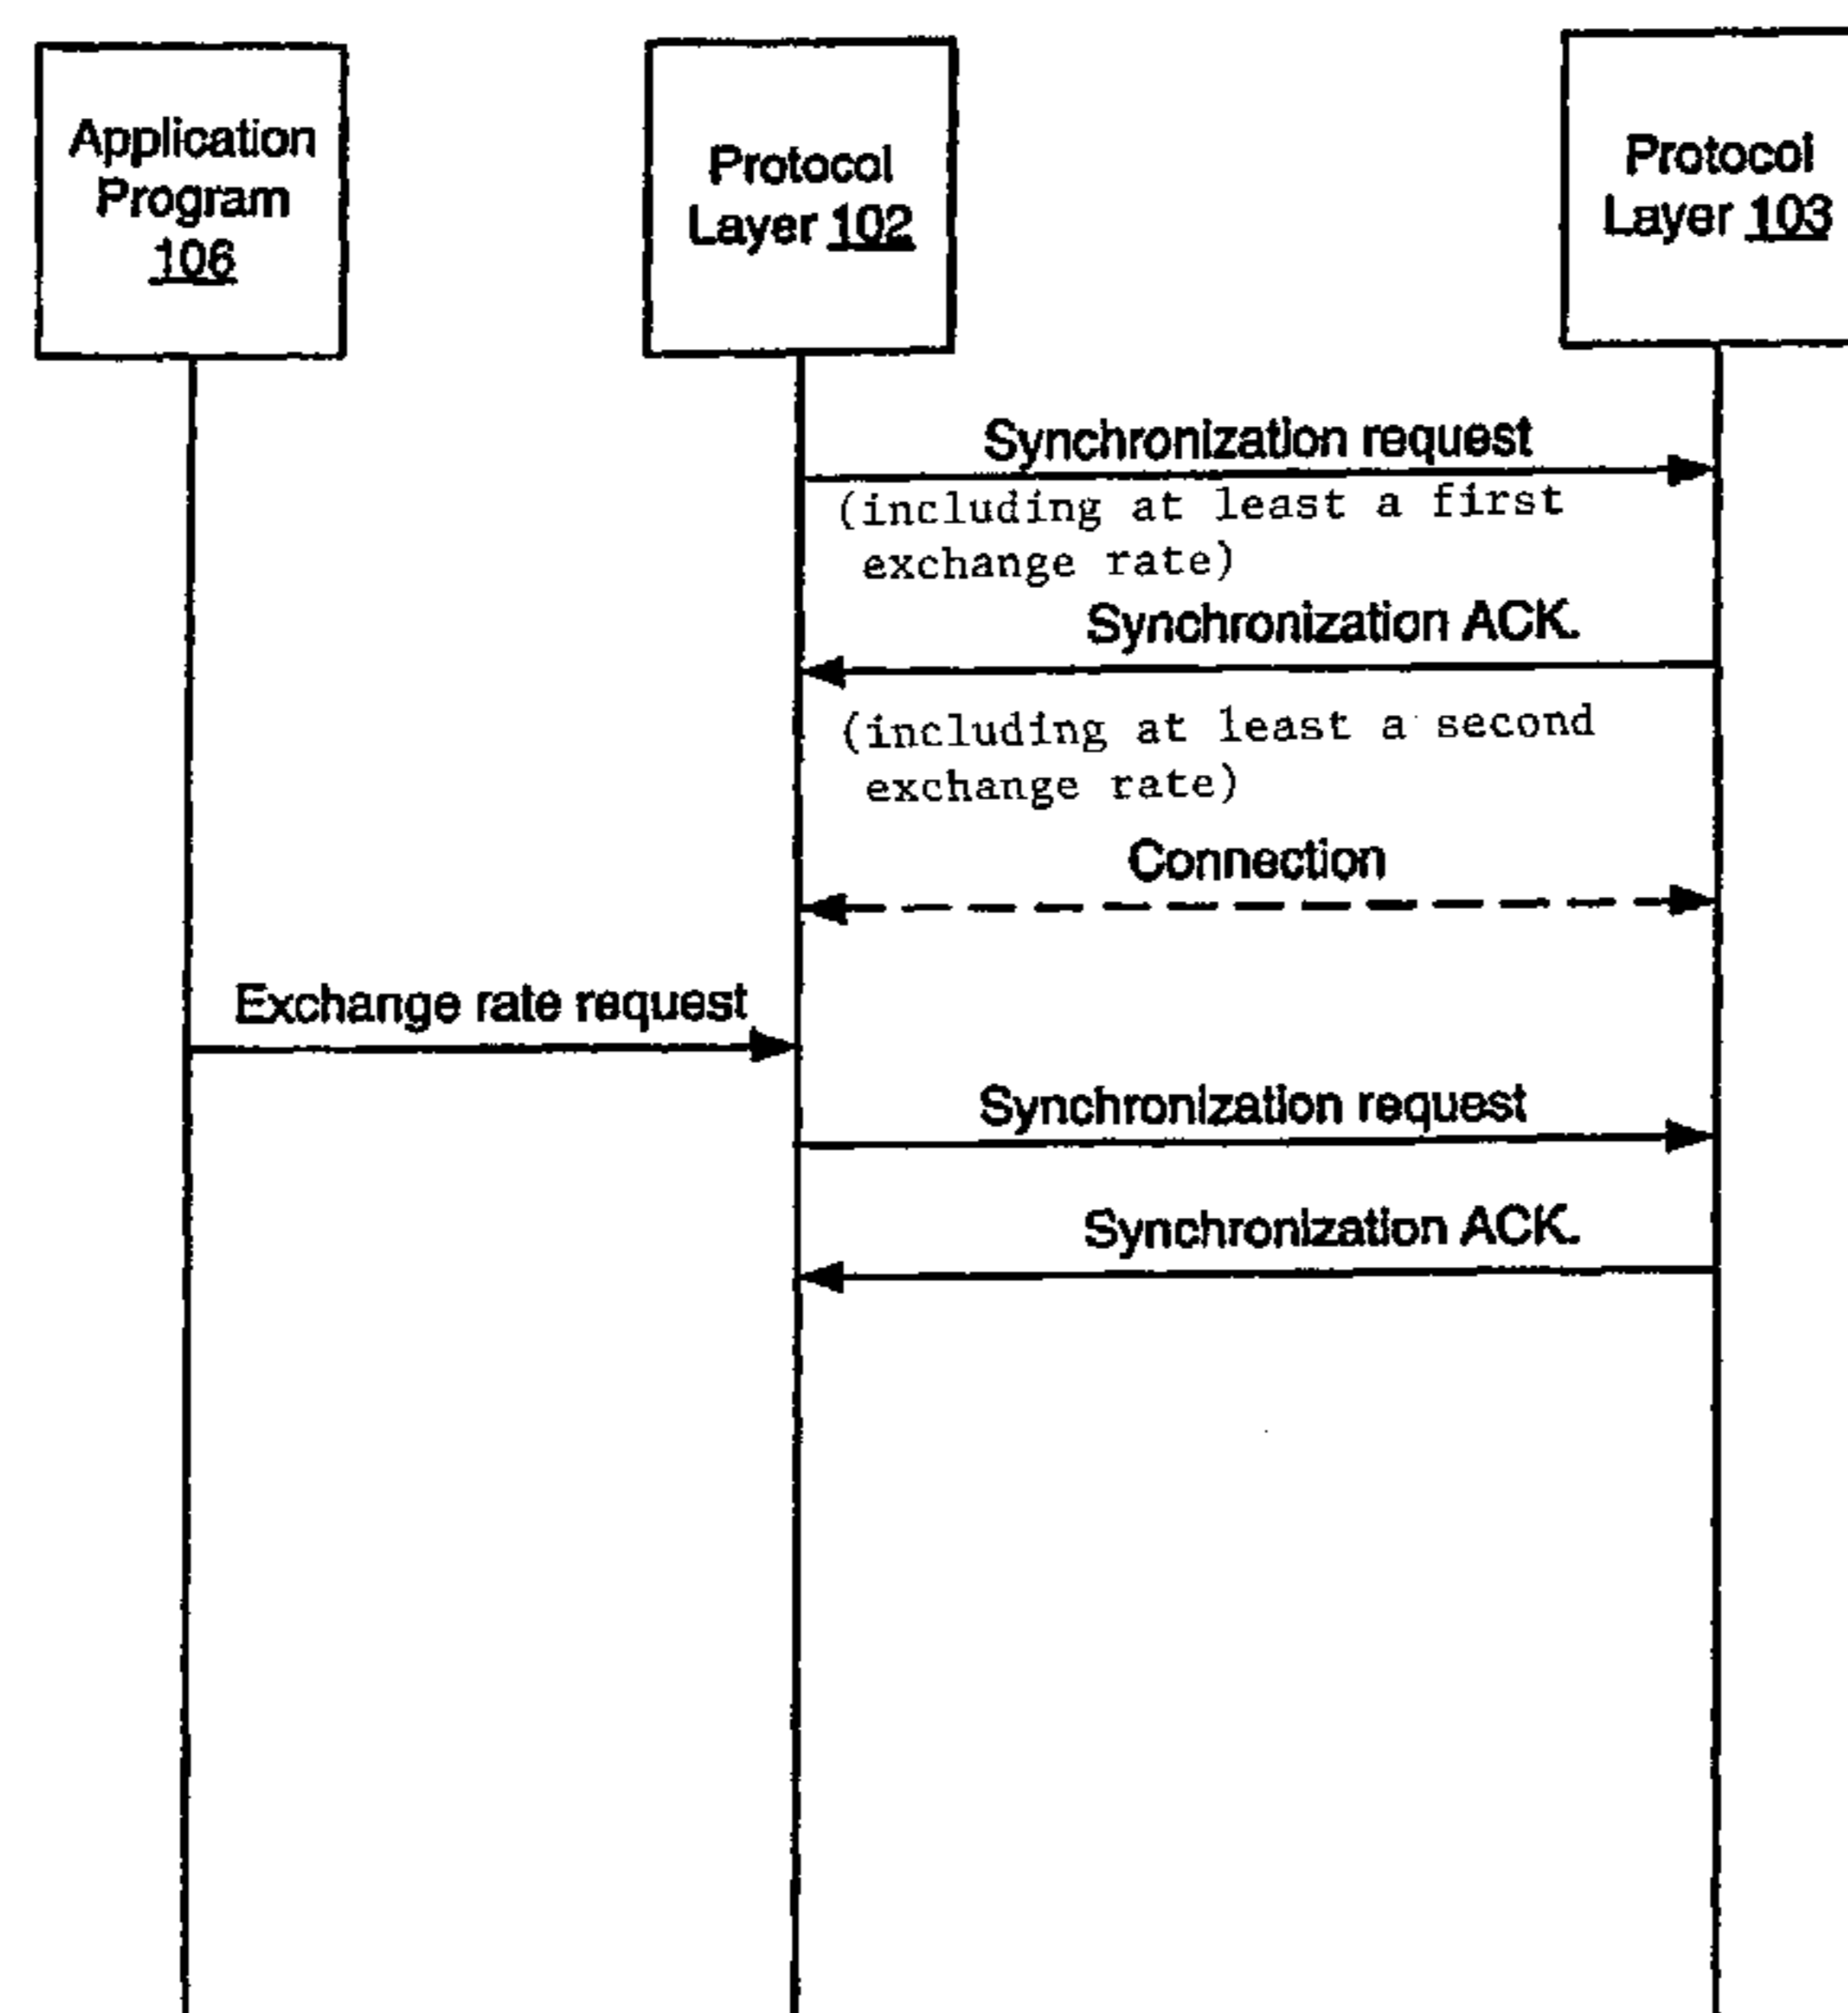 Application
Program
106
Protocol
Layer 102
Protocol
Layer 103
Synchronization request
(including at least a first
exchange rate)
Synchronization ACK.
(including at least a second
exchange rate)
Connection
Exchange rate request
Synchronization request
Synchronization ACK.